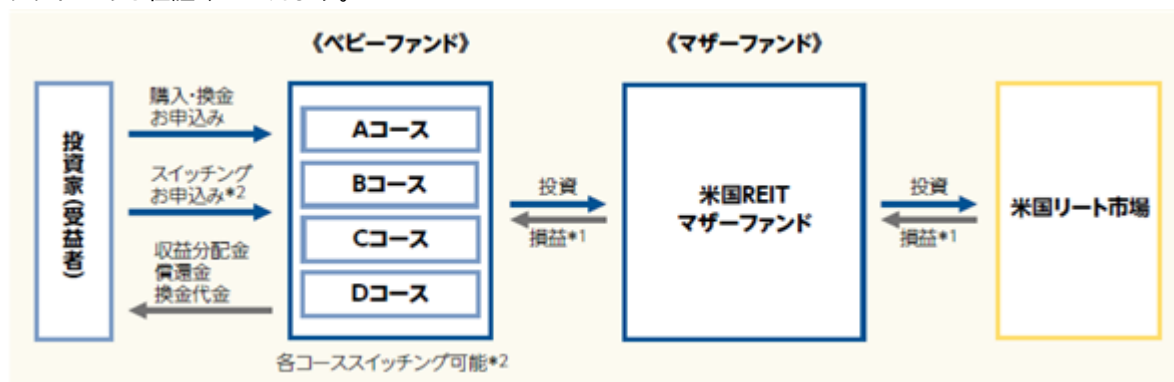 《ベビーファンド》
《マザーファンド》
投資家(受益者)
購入・換金
お申込み
スイッチング
お申込み*2
収益分配金
償還金
換金代金
Aコース
Bコース
Cコース
Dコース
各コーススイッチング可能*2
投資
損益*1
米国REIT
マザーファンド
投資
損益*1
米国リート市場